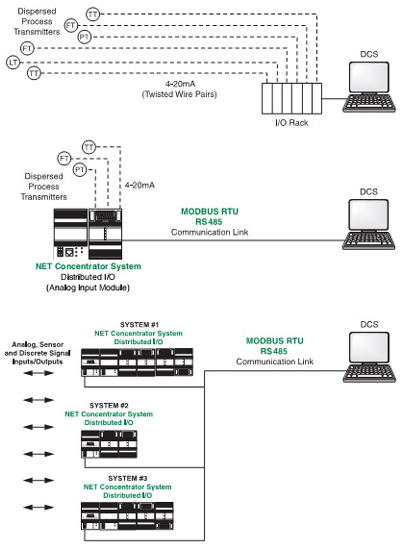 Dispersed
Process
Transmitters
TT
FT
PT
FT
LT
TT
4-20mA
(Twisted Wire Pairs)
I/O Rack
DCS
TT
FT
PT
Dispersed
Process
Transmitters
4-20mA
MODBUS RTU
RS485
Communication Link
DCS
NET Concentrator System
Distributed I/O
(Analog Input Module)
Analog, Sensor
and Discrete Signal
Inputs/Outputs
SYSTEM #1
NET Concentrator System
Distributed I/O
MODBUS RTU
RS485
Communication Link
DCS
SYSTEM #2
NET Concentrator System
Distributed I/O
SYSTEM #3
NET Concentrator System
Distributed I/O